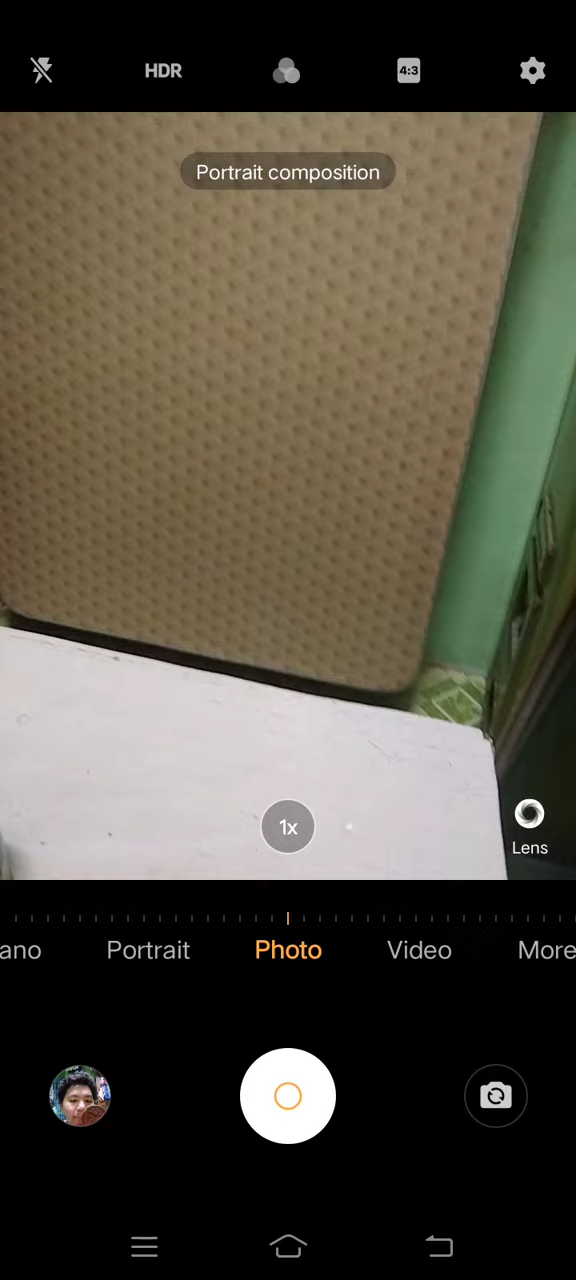 HDR
4:3
Portrait composition
1x
Lens
ano
Portrait
Photo
Video
More